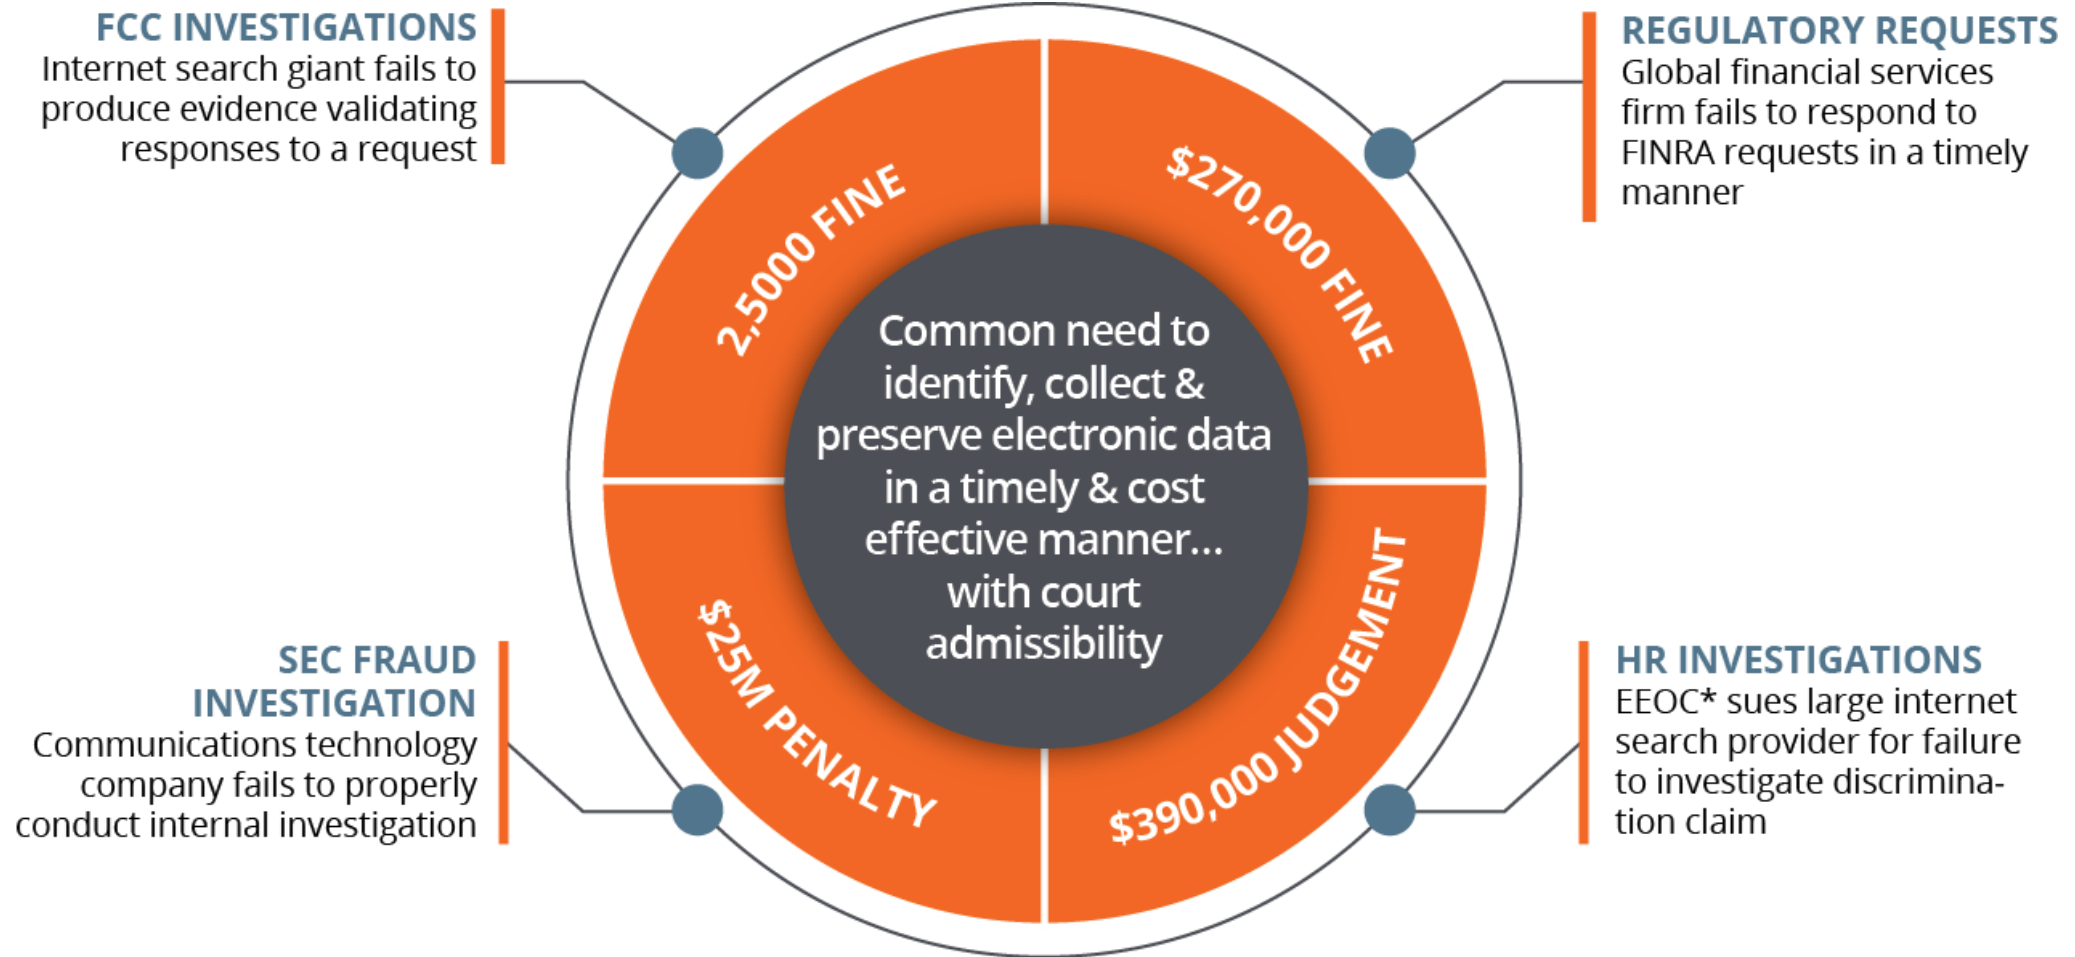 FCC INVESTIGATIONS
Internet search giant fails to
produce evidence validating
responses to a request
REGULATORY REQUESTS
Global financial services
firm fails to respond to
FINRA requests in a timely
manner
2,5000 FINE
$270,000 FINE
Common need to
identify, collect &
preserve electronic data
in a timely & cost
effective manner...
with court
admissibility
$25M PENALTY
$390,000 JUDGEMENT
SEC FRAUD
INVESTIGATION
Communications technology
company fails to properly
conduct internal investigation
HR INVESTIGATIONS
EEOC* sues large internet
search provider for failure
to investigate discrimina-
tion claim